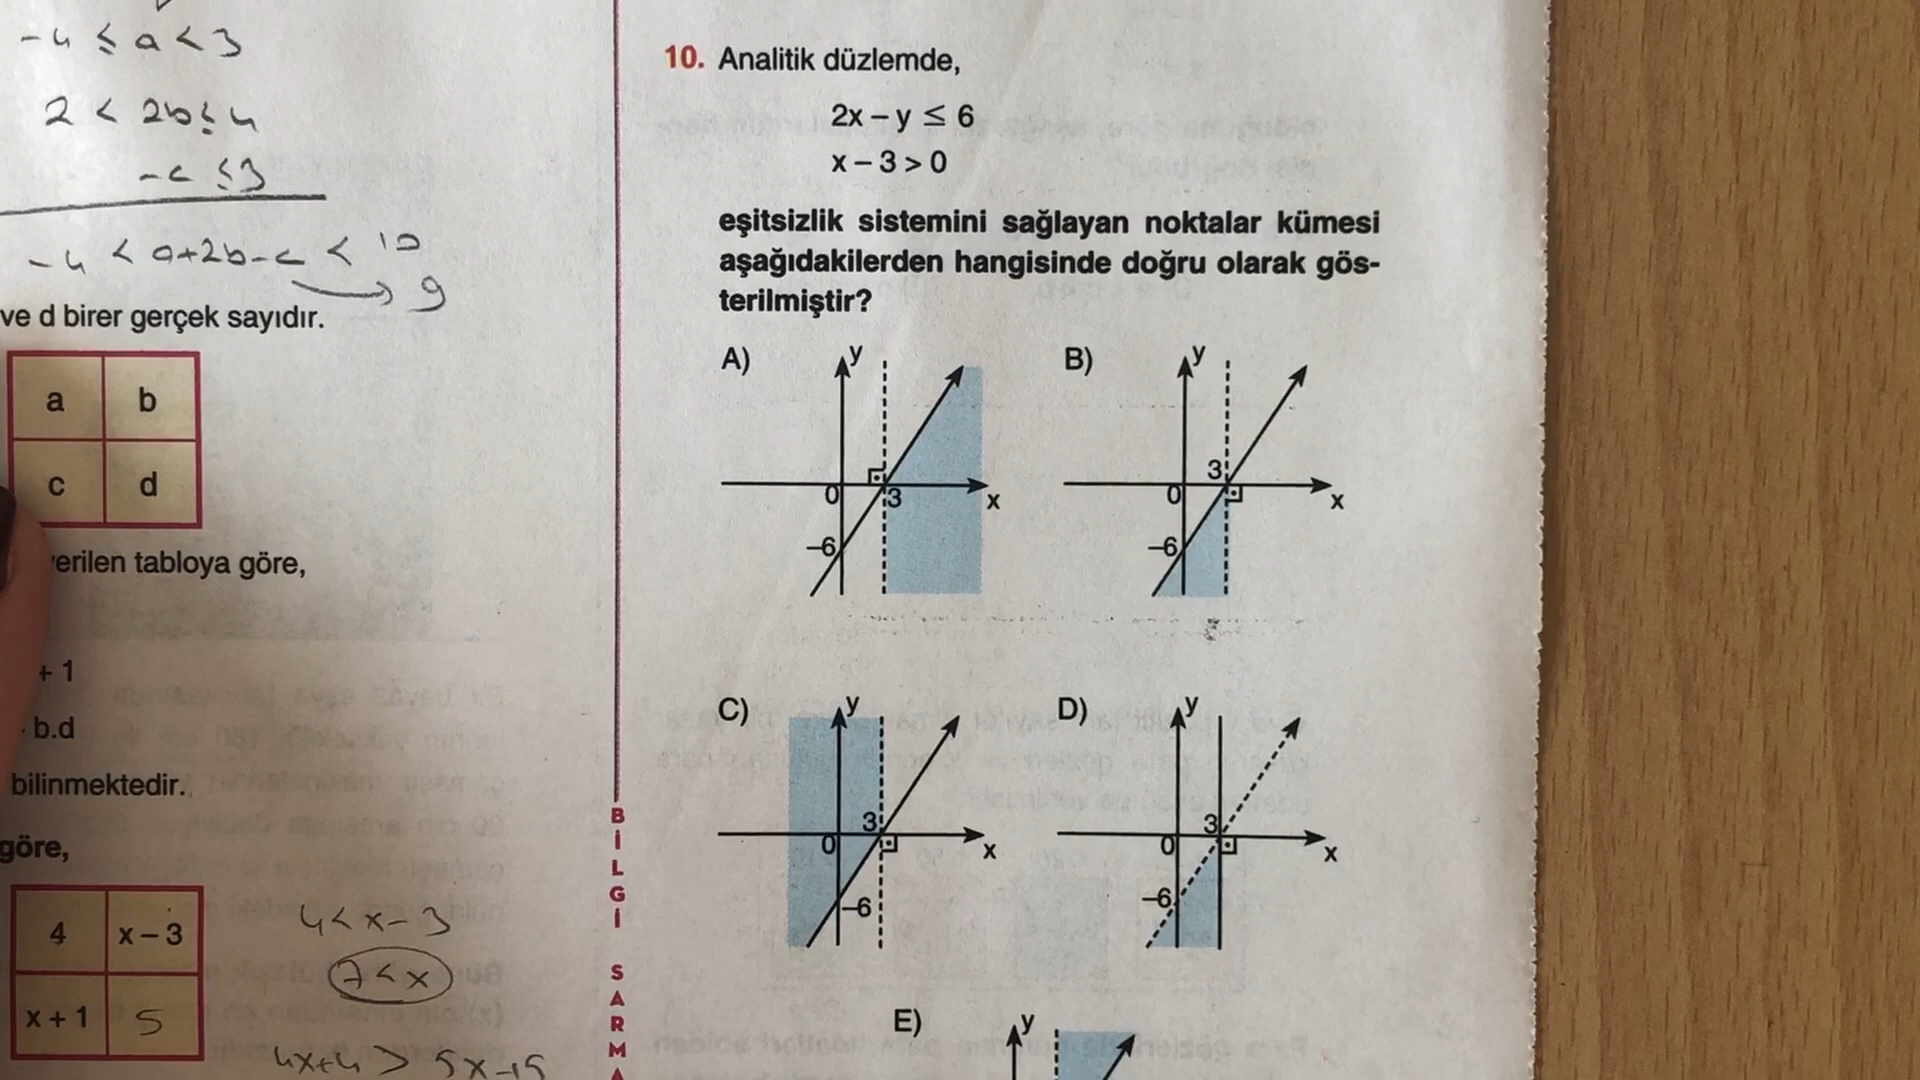 -4 ≤ a < 3
2 < 2b ≤ 4
-c ≤ 3
-4 < a+2b-c < 10
9
ve d birer gerçek sayıdır.
a b
c d
verilen tabloya göre,
+ 1
b.d
bilinmektedir.
göre,
4 x – 3
x + 1 5
4 < x - 3
7 < x
4x+4 > 5x-15
BİLGİ SARMA
10. Analitik düzlemde,
2x – y ≤ 6
x – 3 > 0
eşitsizlik sistemini sağlayan noktalar kümesi
aşağıdakilerden hangisinde doğru olarak gös-
terilmiştir?
A) y 0 3 x –6
B) y 3 0 x –6
C) y 3 0 x –6
D) y 3 0 x –6
E) y